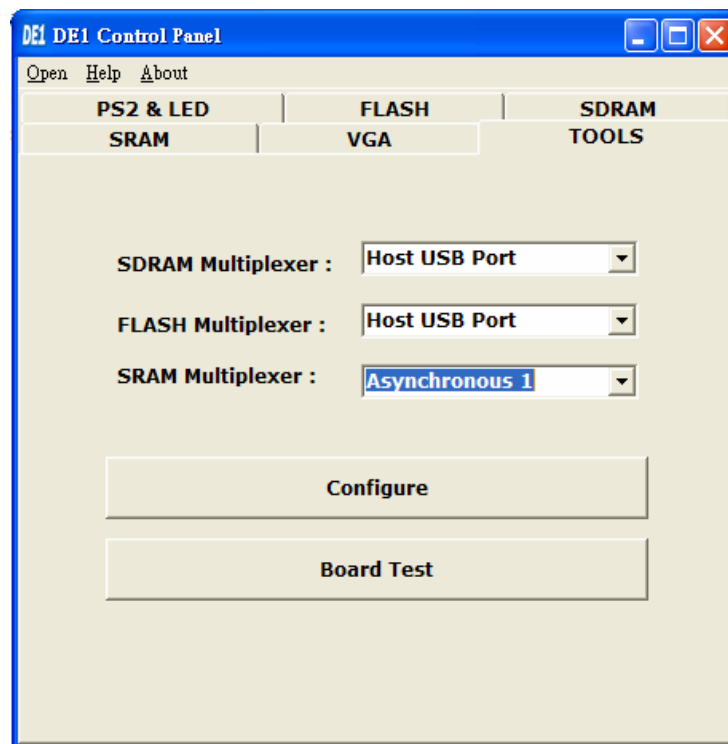 DE1 DE1 Control Panel
Open Help About
PS2 & LED FLASH SDRAM
SRAM VGA TOOLS
SDRAM Multiplexer : Host USB Port
FLASH Multiplexer : Host USB Port
SRAM Multiplexer : Asynchronous 1
Configure
Board Test